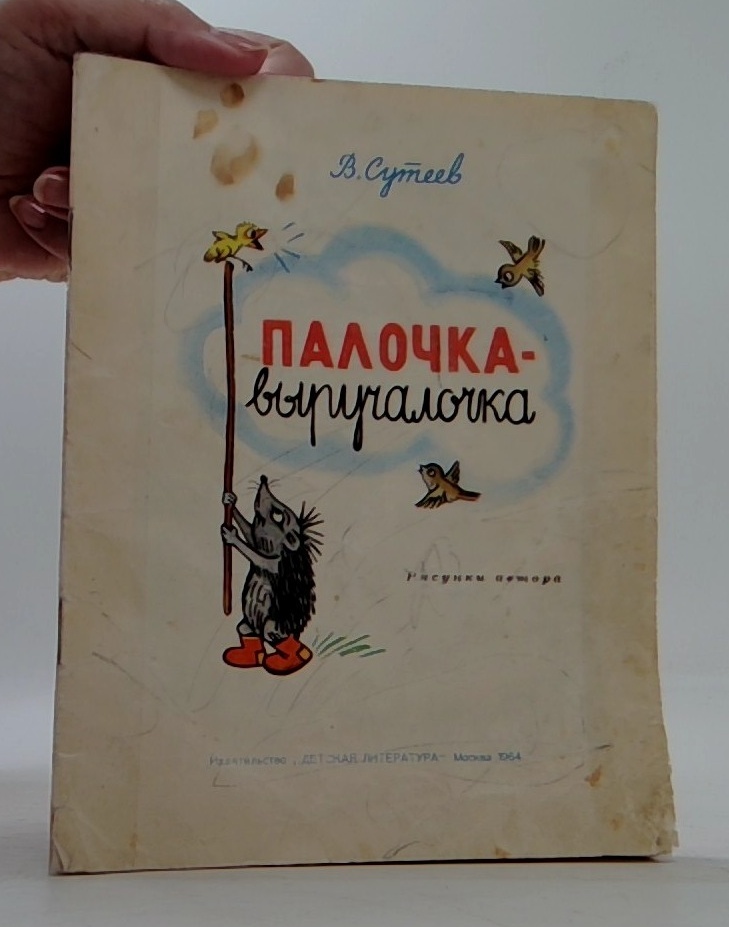 В. Сутеев
ПАЛОЧКА-
выручалочка
Рисунки автора
Издательство „ДЕТСКАЯ ЛИТЕРАТУРА“ Москва 1964